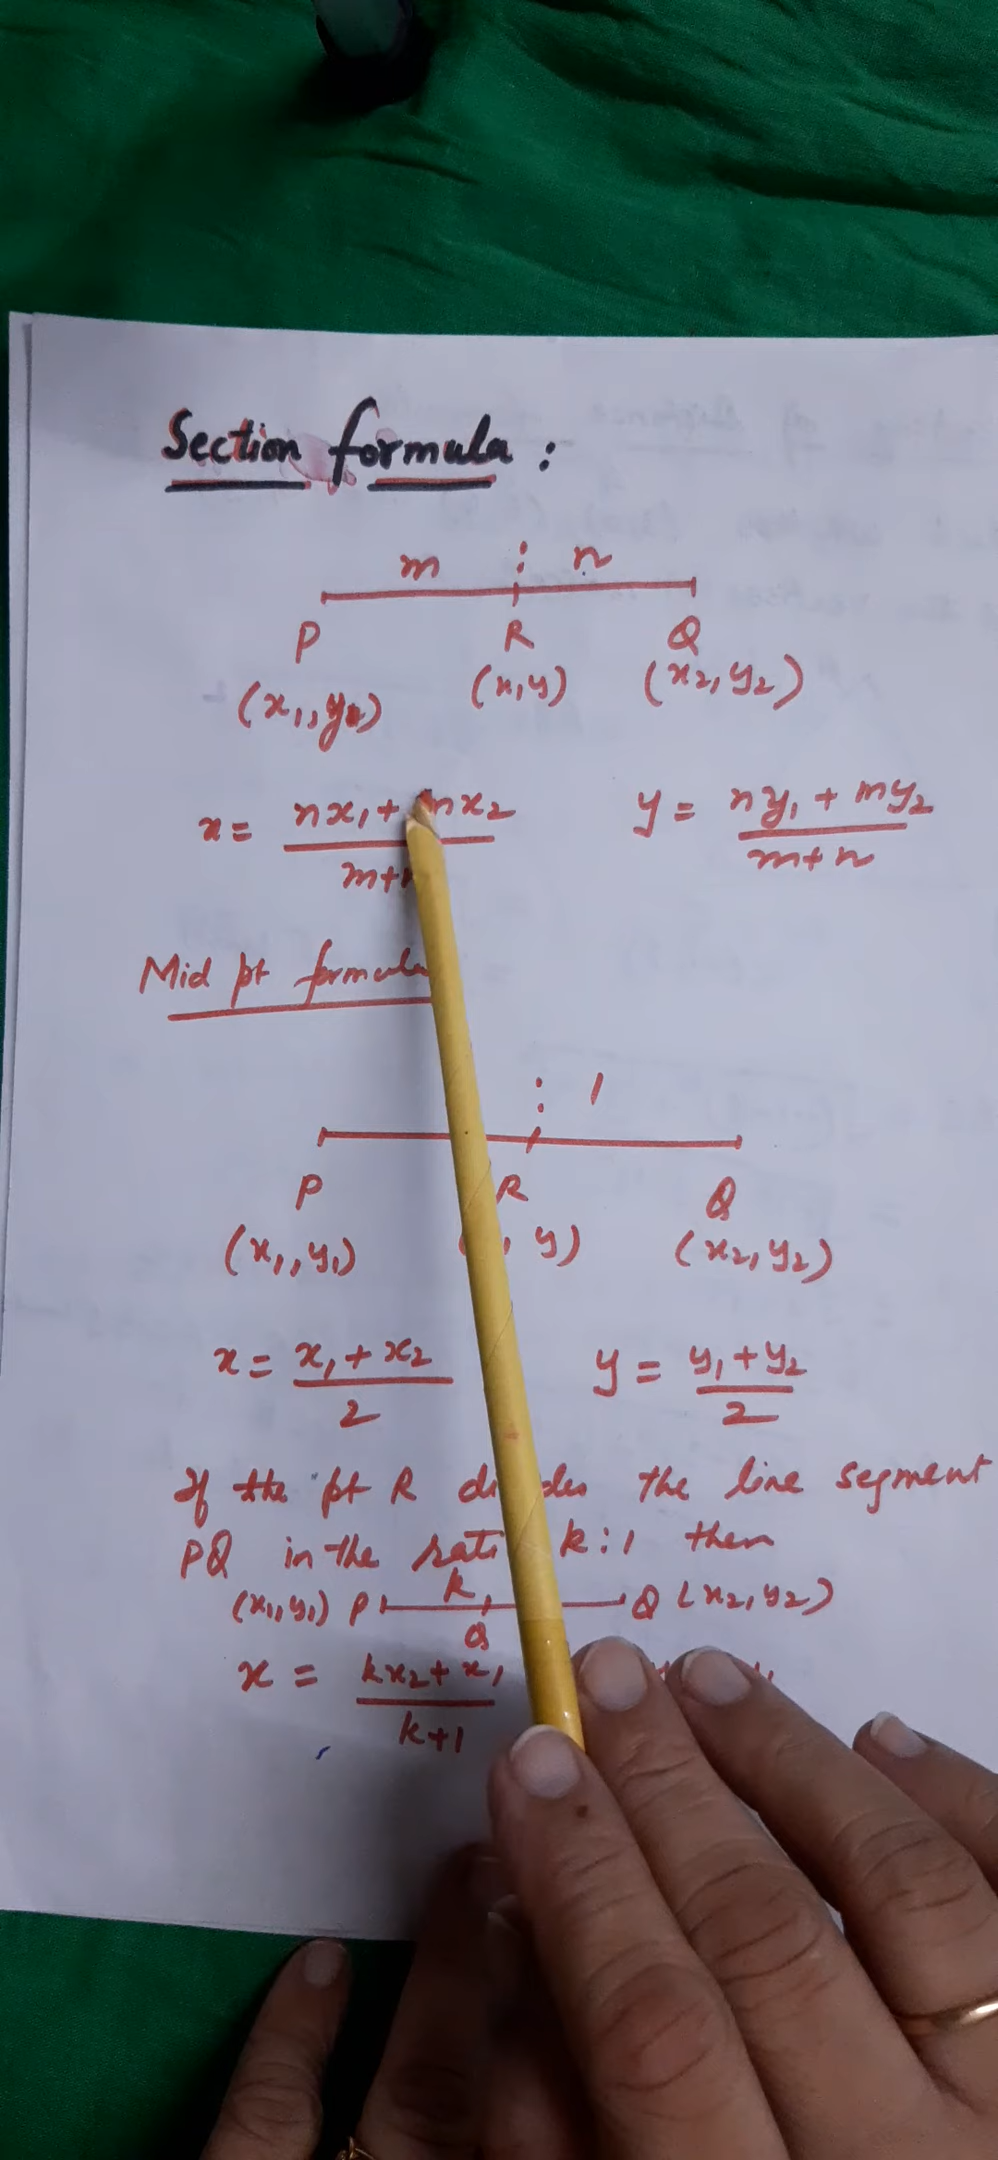 Section formula :
m : n
P R Q
(x₁, y₁) (x, y) (x₂, y₂)
x = nx₁ + mx₂ / m+n y = ny₁ + my₂ / m+n
Mid pt formula
: 1
P R Q
(x₁, y₁) , y) (x₂, y₂)
x = x₁ + x₂ / 2 y = y₁ + y₂ / 2
If the pt R divides the line segment
PQ in the ratio k : 1 then
k
(x₁, y₁) P Q (x₂, y₂)
Q
x = kx₂ + x₁ / k+1